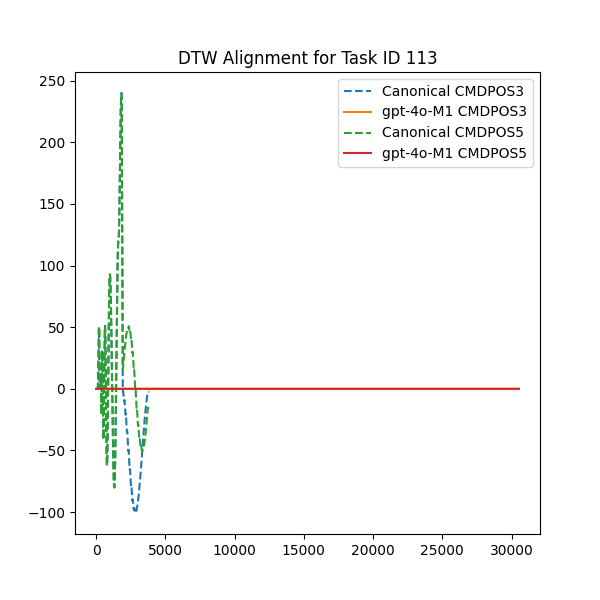 DTW Alignment for Task ID 113
Canonical CMDPOS3
gpt-4o-M1 CMDPOS3
Canonical CMDPOS5
gpt-4o-M1 CMDPOS5
250
200
150
100
50
0
−50
−100
0 5000 10000 15000 20000 25000 30000